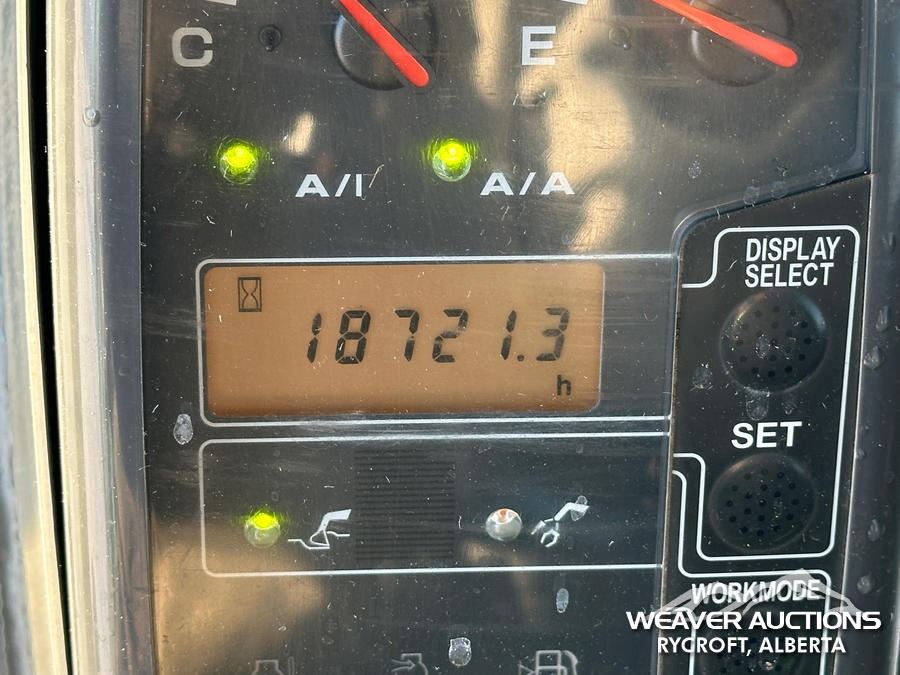 C E
A/I A/A
DISPLAY
SELECT
18721.3
h
SET
WORKMODE
WEAVER AUCTIONS
RYCROFT, ALBERTA